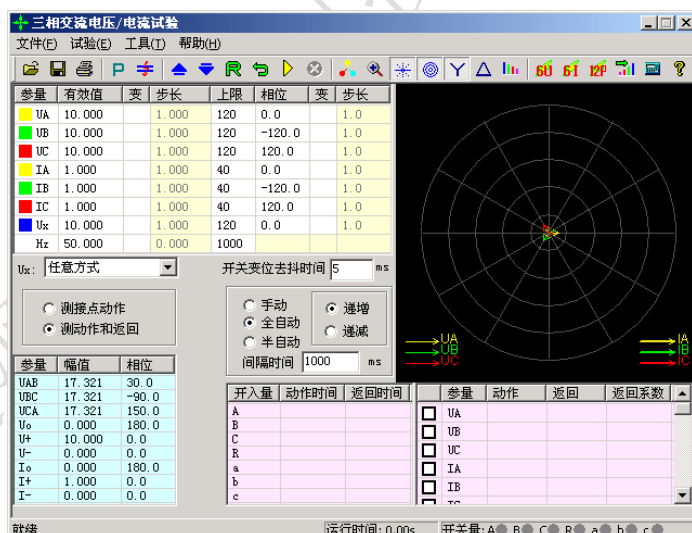 三相交流电压/电流试验
文件(F) 试验(E) 工具(T) 帮助(H)
P R 6U 6I 12P ?
参量 有效值 变 步长 上限 相位 变 步长
UA 10.000 1.000 120 0.0 1.0
UB 10.000 1.000 120 -120.0 1.0
UC 10.000 1.000 120 120.0 1.0
IA 1.000 1.000 40 0.0 1.0
IB 1.000 1.000 40 -120.0 1.0
IC 1.000 1.000 40 120.0 1.0
Ux 10.000 1.000 120 0.0 1.0
Hz 50.000 0.000 1000
Ux: 任意方式 开关变位去抖时间 5 ms
测接点动作
测动作和返回
手动
全自动
半自动
递增
递减
间隔时间 1000 ms
UA
UB
UC
IA
IB
IC
参量 幅值 相位
UAB 17.321 30.0
UBC 17.321 -90.0
UCA 17.321 150.0
Uo 0.000 180.0
U+ 10.000 0.0
U- 0.000 0.0
Io 0.000 180.0
I+ 1.000 0.0
I- 0.000 0.0
开入量 动作时间 返回时间
A
B
C
R
a
b
c
参量 动作 返回 返回系数
UA
UB
UC
IA
IB
IC
就绪 运行时间: 0.00s 开关量: A B C R a b c